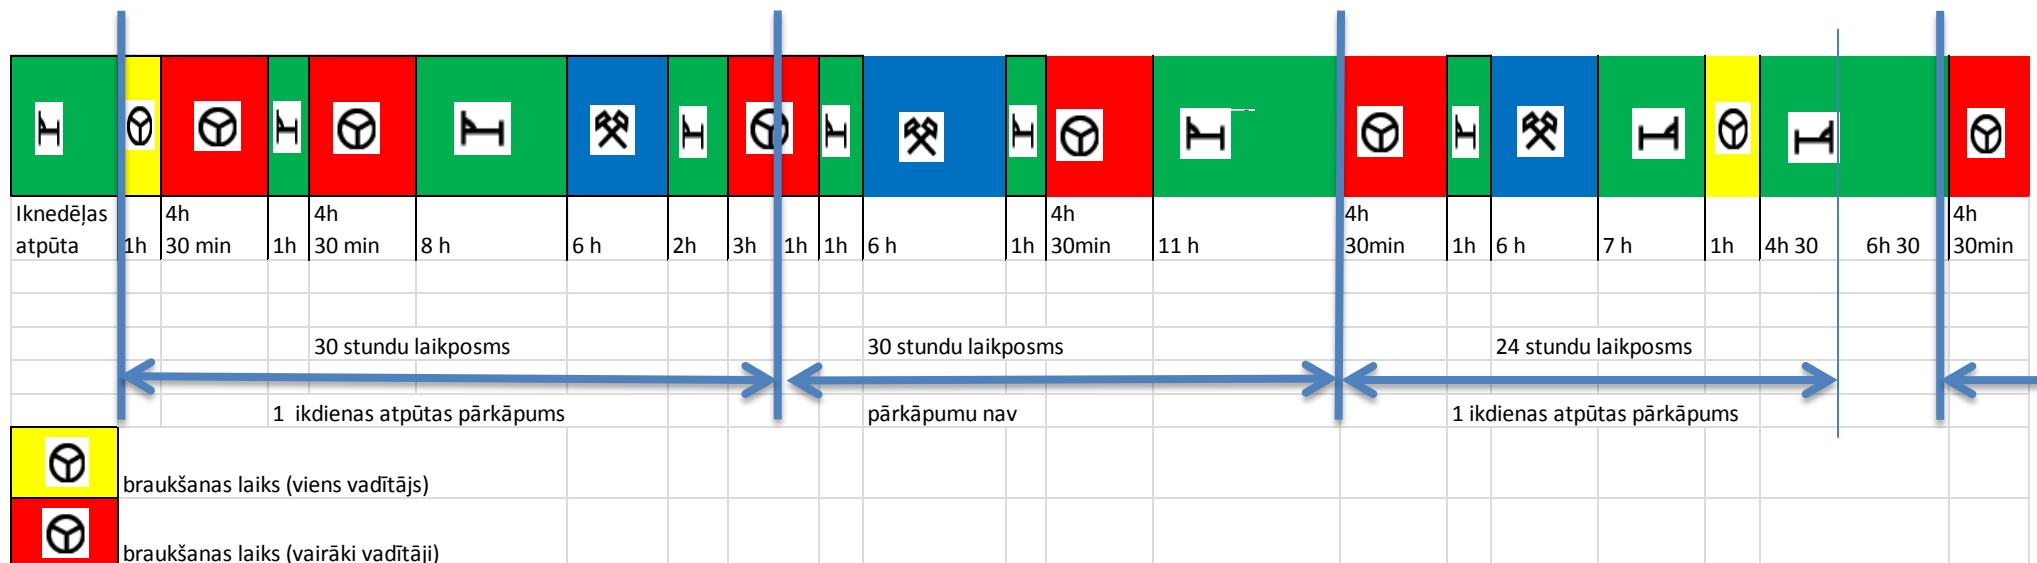 Iknedēļas
atpūta
1h
4h
30 min
1h
4h
30 min
8 h
6 h
2h
3h
1h
1h
6 h
1h
4h
30min
11 h
4h
30min
1h
6 h
7 h
1h
4h 30
6h 30
4h
30min
30 stundu laikposms
30 stundu laikposms
24 stundu laikposms
1 ikdienas atpūtas pārkāpums
pārkāpumu nav
1 ikdienas atpūtas pārkāpums
braukšanas laiks (viens vadītājs)
braukšanas laiks (vairāki vadītāji)